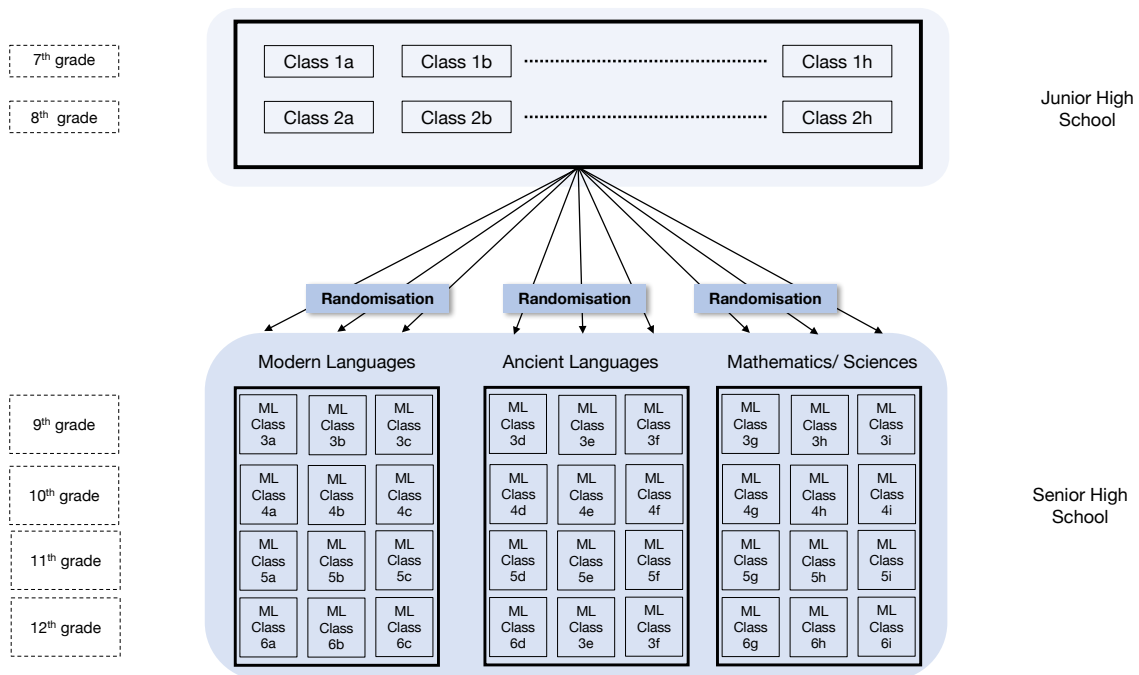 7th grade
Class 1a
Class 1b
Class 1h
8th grade
Class 2a
Class 2b
Class 2h
Junior High
School
Randomisation
Randomisation
Randomisation
Modern Languages
Ancient Languages
Mathematics/ Sciences
9th grade
ML
Class
3a
ML
Class
3b
ML
Class
3c
ML
Class
3d
ML
Class
3e
ML
Class
3f
ML
Class
3g
ML
Class
3h
ML
Class
3i
10th grade
ML
Class
4a
ML
Class
4b
ML
Class
4c
ML
Class
4d
ML
Class
4e
ML
Class
4f
ML
Class
4g
ML
Class
4h
ML
Class
4i
Senior High
School
11th grade
ML
Class
5a
ML
Class
5b
ML
Class
5c
ML
Class
5d
ML
Class
5e
ML
Class
5f
ML
Class
5g
ML
Class
5h
ML
Class
5i
12th grade
ML
Class
6a
ML
Class
6b
ML
Class
6c
ML
Class
6d
ML
Class
3e
ML
Class
3f
ML
Class
6g
ML
Class
6h
ML
Class
6i